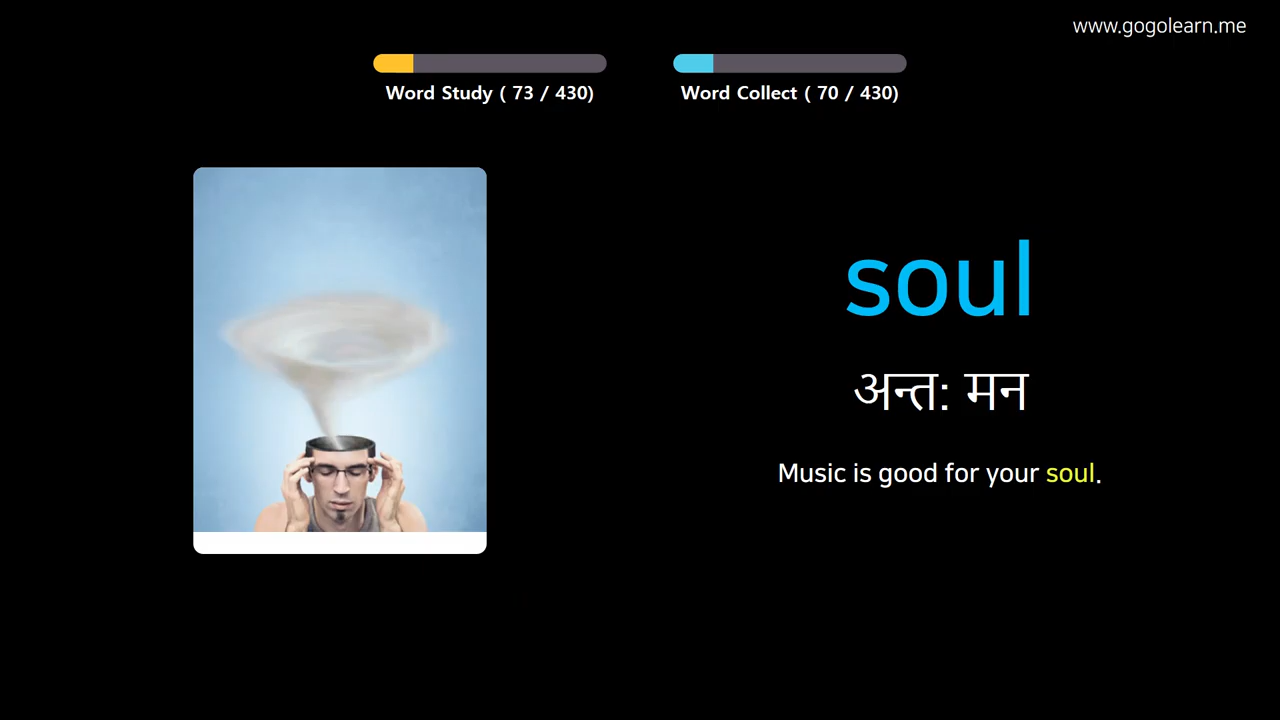 www.gogolearn.me
Word Study ( 73 / 430)
Word Collect ( 70 / 430)
soul
अन्त: मन
Music is good for your soul.